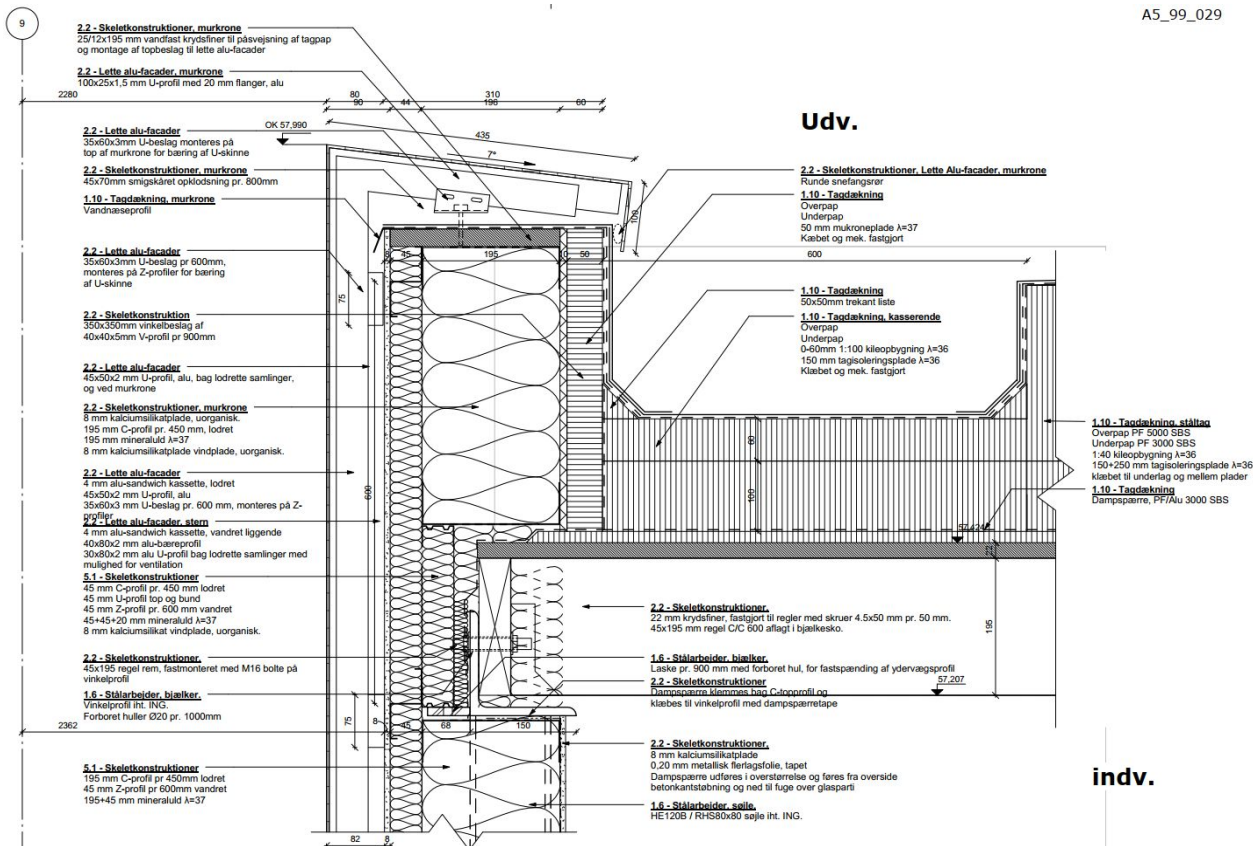 9
A5_99_029
2.2 - Skeletkonstruktioner, murkrone
25/12x195 mm vandfast krydsfiner til påsvejsning af tagpap
og montage af topbeslag til lette alu-facader
2.2 - Lette alu-facader, murkrone
100x25x1,5 mm U-profil med 20 mm flanger, alu
2280
80
90
44
310
196
60
2.2 - Lette alu-facader
35x60x3mm U-beslag monteres på
top af murkrone for bæring af U-skinne
OK 57,990
435
7°
100
Udv.
2.2 - Skeletkonstruktioner, murkrone
45x70mm smigskåret opklodsning pr. 800mm
1.10 - Tagdækning, murkrone
Vandnæseprofil
2.2 - Lette alu-facader
35x60x3mm U-beslag pr 600mm,
monteres på Z-profiler for bæring
af U-skinne
2.2 - Skeletkonstruktion
350x350mm vinkelbeslag af
40x40x5mm V-profil pr 900mm
2.2 - Lette alu-facader
45x50x2 mm U-profil, alu, bag lodrette samlinger,
og ved murkrone
2.2 - Skeletkonstruktioner, murkrone
8 mm kalciumsilikatplade, uorganisk.
195 mm C-profil pr. 450 mm, lodret
195 mm mineraluld λ=37
8 mm kalciumsilikatplade vindplade, uorganisk.
2.2 - Lette alu-facader
4 mm alu-sandwich kassette, lodret
45x50x2 mm U-profil, alu
35x60x3 mm U-beslag pr. 600 mm, monteres på Z-
profiler
2.2 - Lette alu-facader, stern
4 mm alu-sandwich kassette, vandret liggende
40x80x2 mm alu-bæreprofil
30x80x2 mm alu U-profil bag lodrette samlinger med
mulighed for ventilation
5.1 - Skeletkonstruktioner
45 mm C-profil pr. 450 mm lodret
45 mm U-profil top og bund
45 mm Z-profil pr. 600 mm vandret
45+45+20 mm mineraluld λ=37
8 mm kalciumsilikat vindplade, uorganisk.
2.2 - Skeletkonstruktioner,
45x195 regel rem, fastmonteret med M16 bolte på
vinkelprofil
1.6 - Stålarbejder, bjælker,
Vinkelprofil iht. ING.
Forboret huller Ø20 pr. 1000mm
2362
5.1 - Skeletkonstruktioner
195 mm C-profil pr 450mm lodret
45 mm Z-profil pr 600mm vandret
195+45 mm mineraluld λ=37
82
8
8
45
195
10
50
600
75
600
75
8
45
68
150
60
100
22
195
57,424
57,207
2.2 - Skeletkonstruktioner, Lette Alu-facader, murkrone
Runde snefangsrør
1.10 - Tagdækning
Overpap
Underpap
50 mm mukroneplade λ=37
Kæbet og mek. fastgjort
1.10 - Tagdækning
50x50mm trekant liste
1.10 - Tagdækning, kasserende
Overpap
Underpap
0-60mm 1:100 kileopbygning λ=36
150 mm tagisoleringsplade λ=36
Klæbet og mek. fastgjort
1.10 - Tagdækning, ståltag
Overpap PF 5000 SBS
Underpap PF 3000 SBS
1:40 kileopbygning λ=36
150+250 mm tagisoleringsplade λ=36
klæbet til underlag og mellem plader
1.10 - Tagdækning
Dampspærre, PF/Alu 3000 SBS
2.2 - Skeletkonstruktioner,
22 mm krydsfiner, fastgjort til regler med skruer 4.5x50 mm pr. 50 mm.
45x195 mm regel C/C 600 aflagt i bjælkesko.
1.6 - Stålarbejder, bjælker,
Laske pr. 900 mm med forboret hul, for fastspænding af ydervægsprofil
2.2 - Skeletkonstruktioner
Dampspærre klemmes bag C-topprofil og
klæbes til vinkelprofil med dampspærretape
2.2 - Skeletkonstruktioner,
8 mm kalciumsilikatplade
0,20 mm metallisk flerlagsfolie, tapet
Dampspærre udføres i overstørrelse og føres fra overside
betonkantstøbning og ned til fuge over glasparti
1.6 - Stålarbejder, søjle,
HE120B / RHS80x80 søjle iht. ING.
indv.